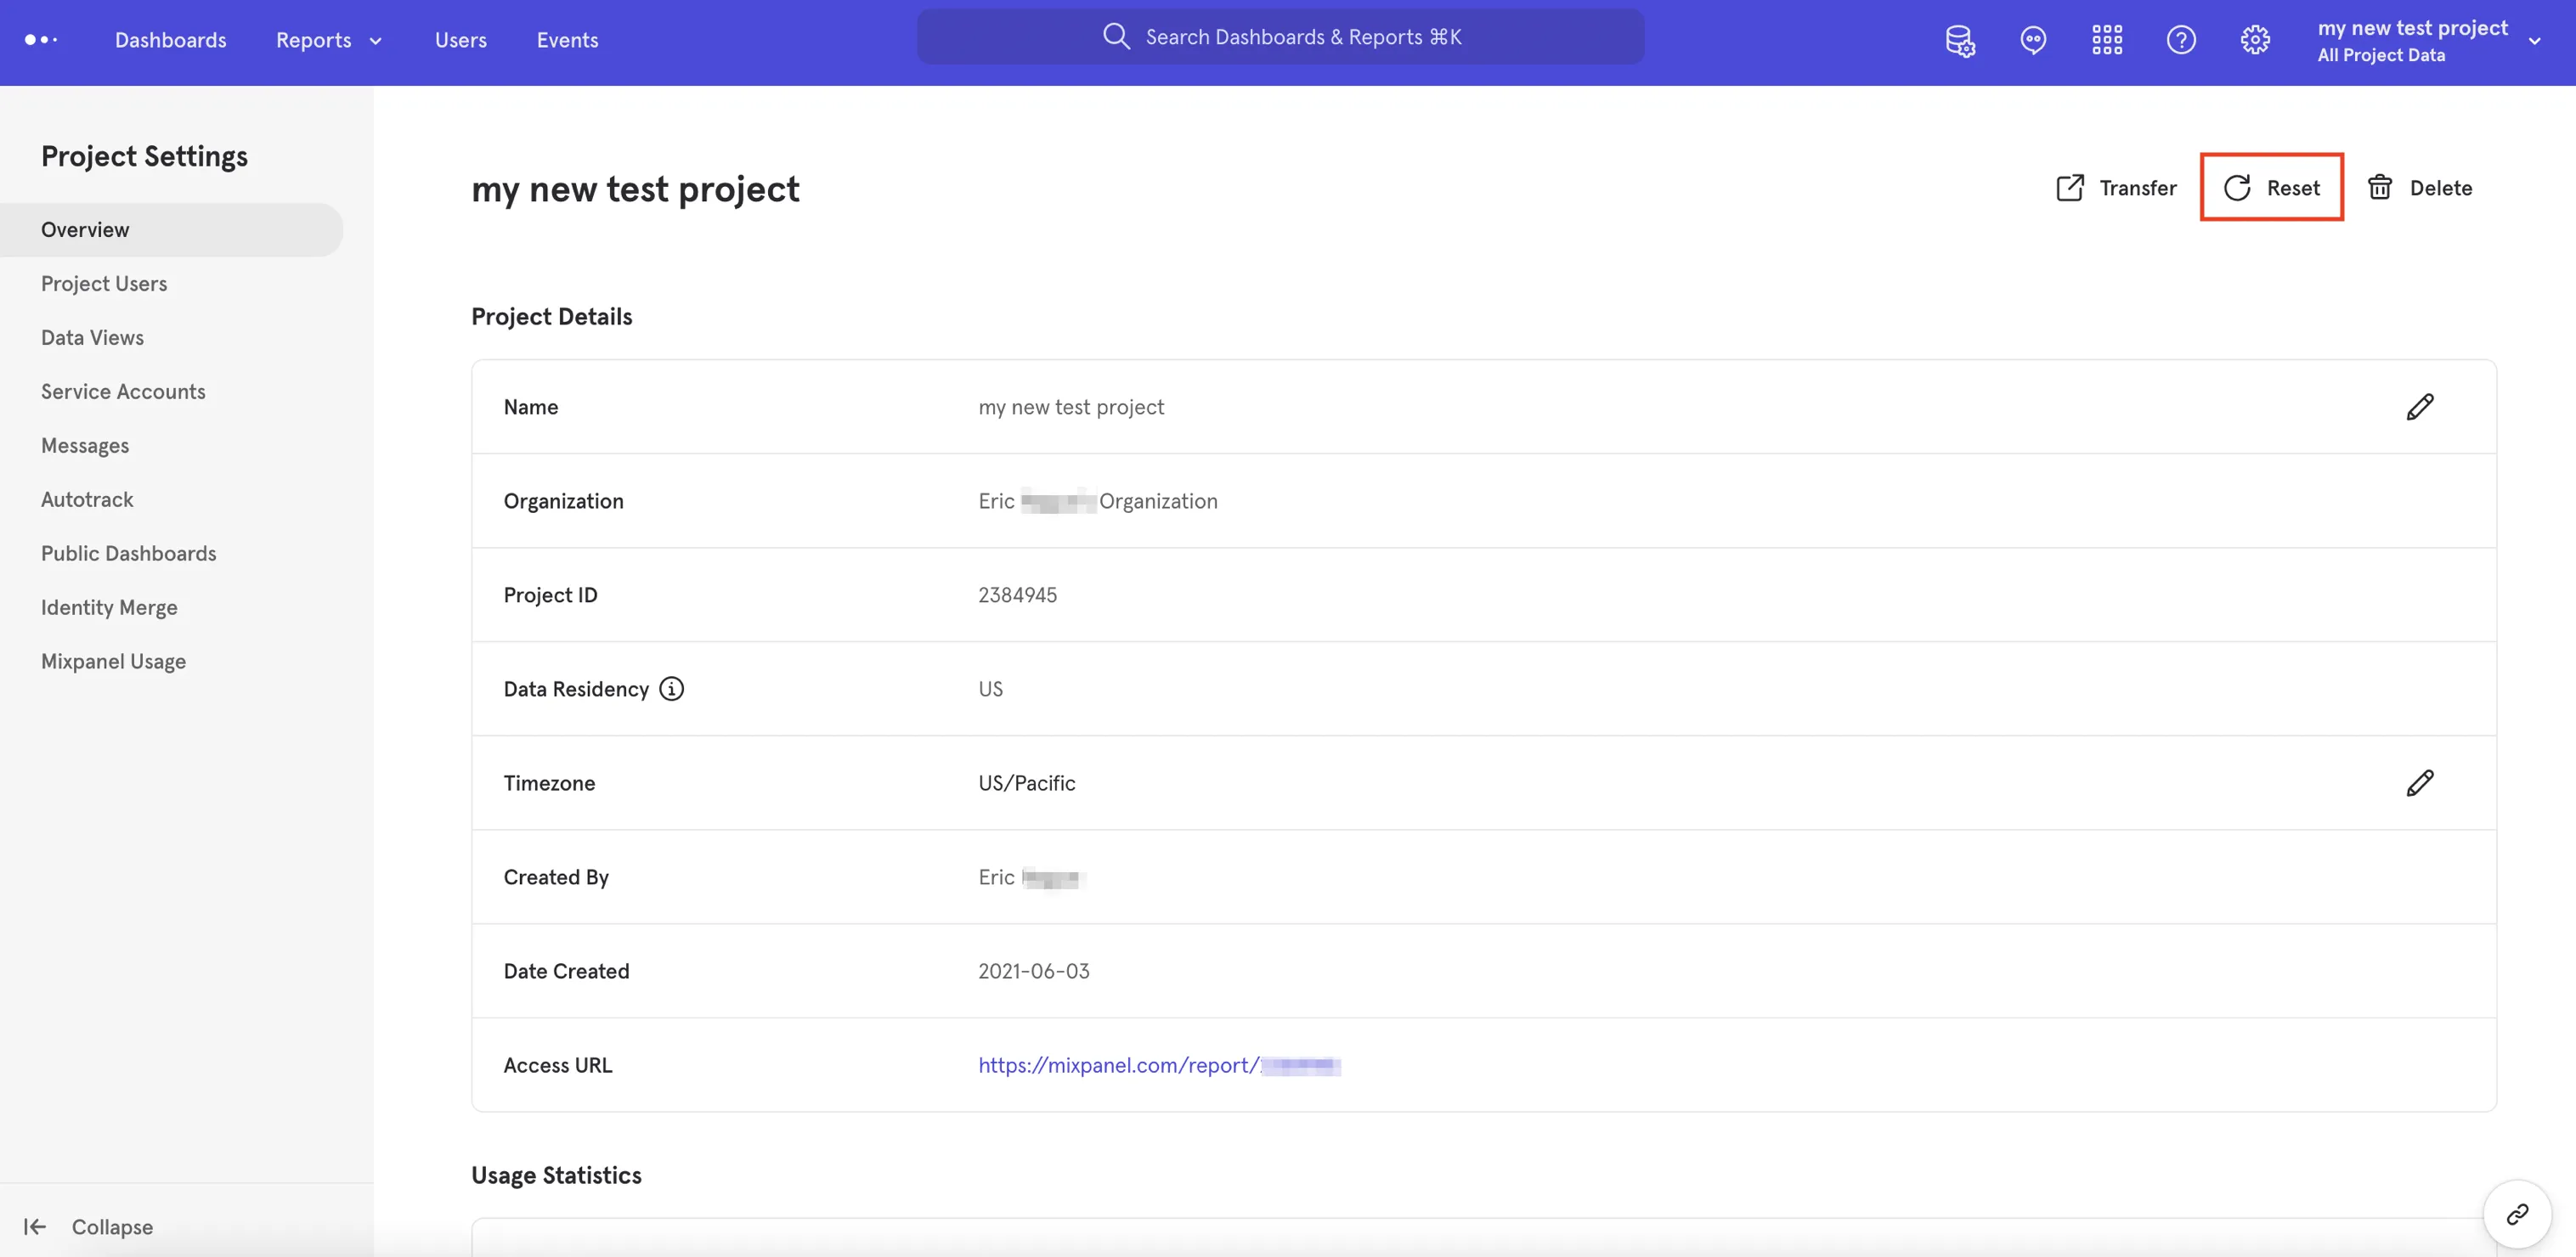 Dashboards Reports Users Events
Search Dashboards & Reports ⌘K
my new test project
All Project Data
Project Settings
Overview
Project Users
Data Views
Service Accounts
Messages
Autotrack
Public Dashboards
Identity Merge
Mixpanel Usage
Collapse
my new test project
Transfer Reset Delete
Project Details
Name my new test project
Organization Eric Organization
Project ID 2384945
Data Residency US
Timezone US/Pacific
Created By Eric
Date Created 2021-06-03
Access URL https://mixpanel.com/report/
Usage Statistics